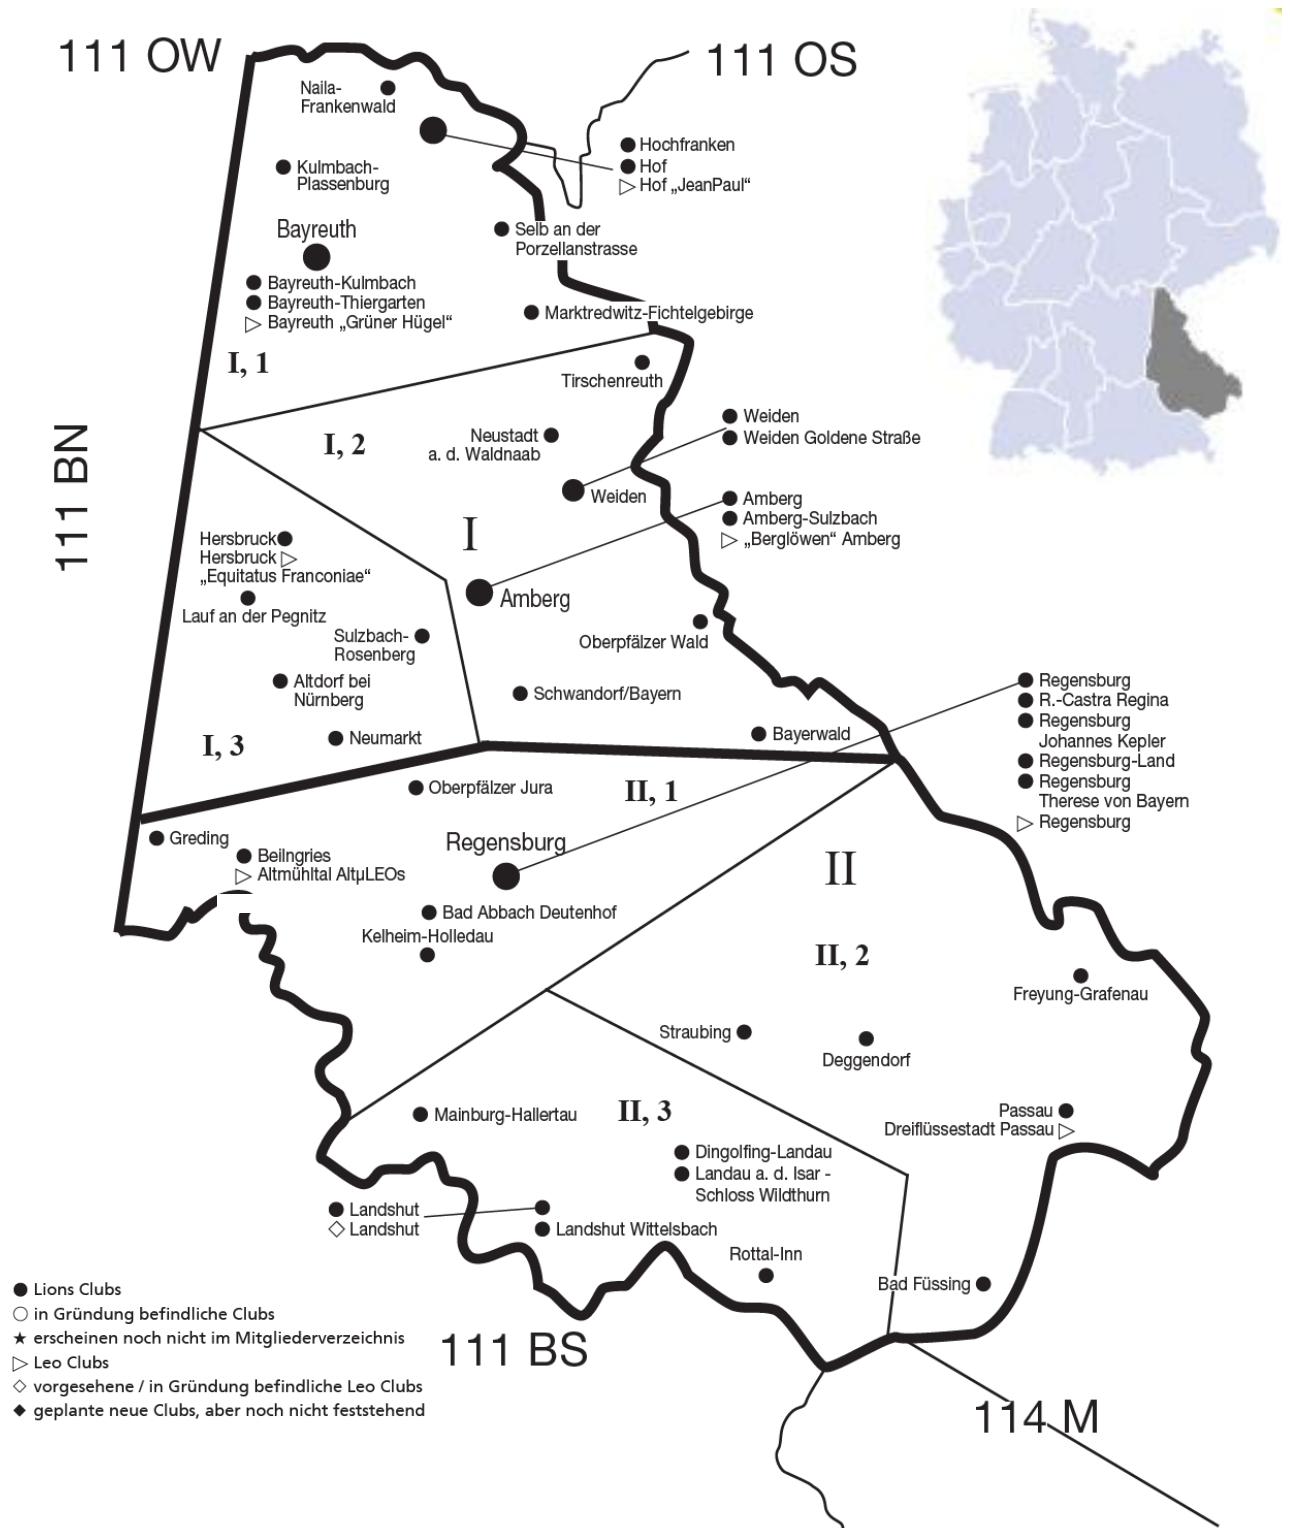 111 OW
111 OS
Naila-
Frankenwald
Hochfranken
Hof
Hof „JeanPaul“
Kulmbach-
Plassenburg
Bayreuth
Selb an der
Porzellanstrasse
Bayreuth-Kulmbach
Bayreuth-Thiergarten
Bayreuth „Grüner Hügel“
Marktredwitz-Fichtelgebirge
I, 1
Tirschenreuth
111 BN
I, 2
Neustadt
a. d. Waldnaab
Weiden
Weiden Goldene Straße
Weiden
I
Amberg
Amberg-Sulzbach
„Berglöwen“ Amberg
Hersbruck
Hersbruck
„Equitatus Franconiae“
Amberg
Lauf an der Pegnitz
Sulzbach-
Rosenberg
Oberpfälzer Wald
Altdorf bei
Nürnberg
Schwandorf/Bayern
Neumarkt
I, 3
Bayerwald
Regensburg
R.-Castra Regina
Regensburg
Johannes Kepler
Regensburg-Land
Regensburg
Therese von Bayern
Regensburg
Oberpfälzer Jura
II, 1
Greding
Regensburg
Beilngries
Altmühltal AltµLEOs
II
Bad Abbach Deutenhof
Kelheim-Holledau
II, 2
Freyung-Grafenau
Straubing
Deggendorf
Mainburg-Hallertau
II, 3
Passau
Dreiflüssestadt Passau
Dingolfing-Landau
Landau a. d. Isar -
Schloss Wildthurn
Landshut
Landshut
Landshut Wittelsbach
Rottal-Inn
Bad Füssing
Lions Clubs
in Gründung befindliche Clubs
erscheinen noch nicht im Mitgliederverzeichnis
Leo Clubs
vorgesehene / in Gründung befindliche Leo Clubs
geplante neue Clubs, aber noch nicht feststehend
111 BS
114 M